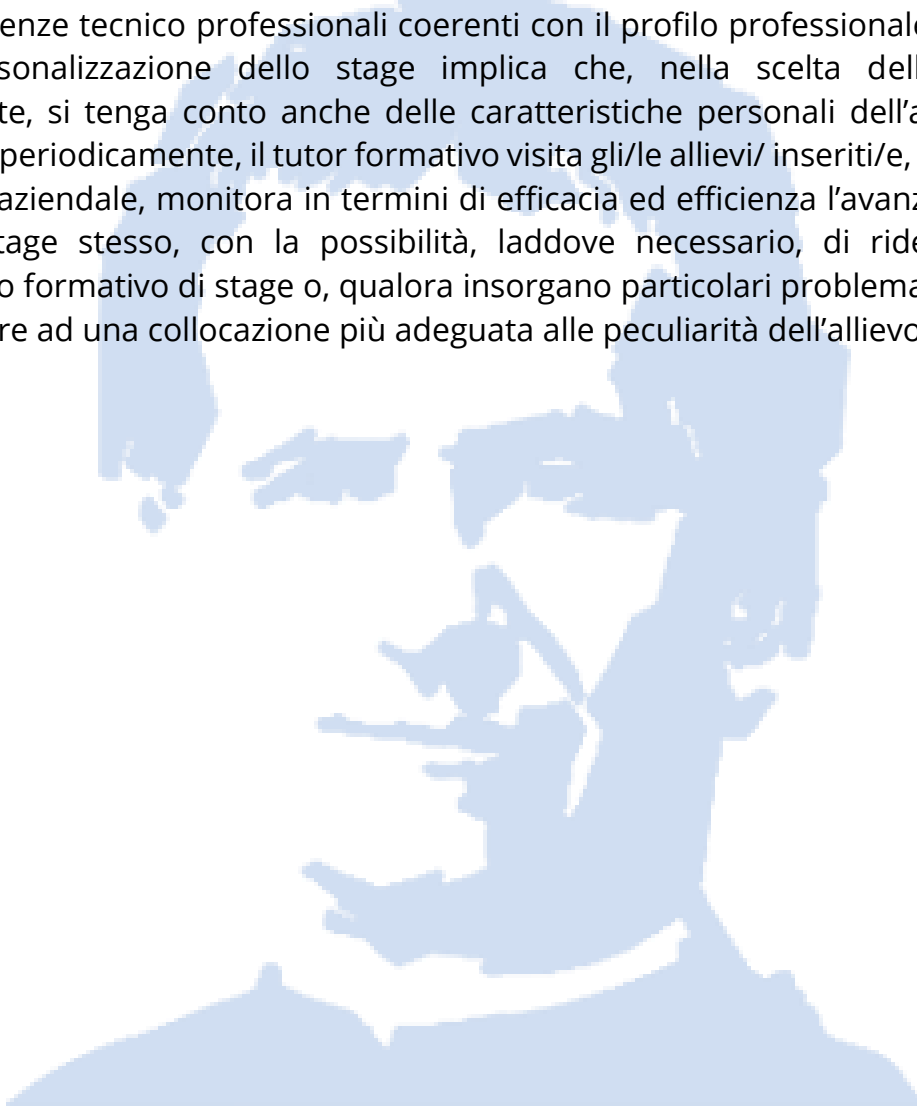 enze tecnico professionali coerenti con il profilo professionale
sonalizzazione dello stage implica che, nella scelta dell
te, si tenga conto anche delle caratteristiche personali dell’a
periodicamente, il tutor formativo visita gli/le allievi/ inseriti/e,
aziendale, monitora in termini di efficacia ed efficienza l’avanz
tage stesso, con la possibilità, laddove necessario, di ride
o formativo di stage o, qualora insorgano particolari problema
re ad una collocazione più adeguata alle peculiarità dell’allievo